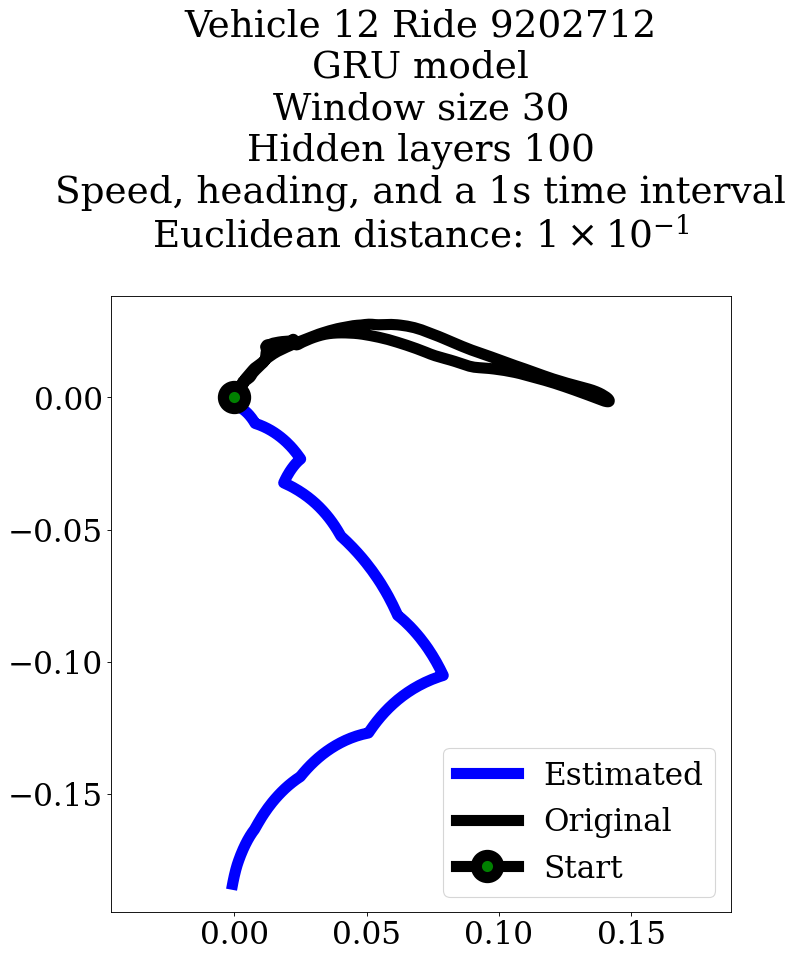 Vehicle 12 Ride 9202712
GRU model
Window size 30
Hidden layers 100
Speed, heading, and a 1s time interval
Euclidean distance: 1 × 10⁻¹
0.00
−0.05
−0.10
−0.15
Estimated
Original
Start
0.00 0.05 0.10 0.15